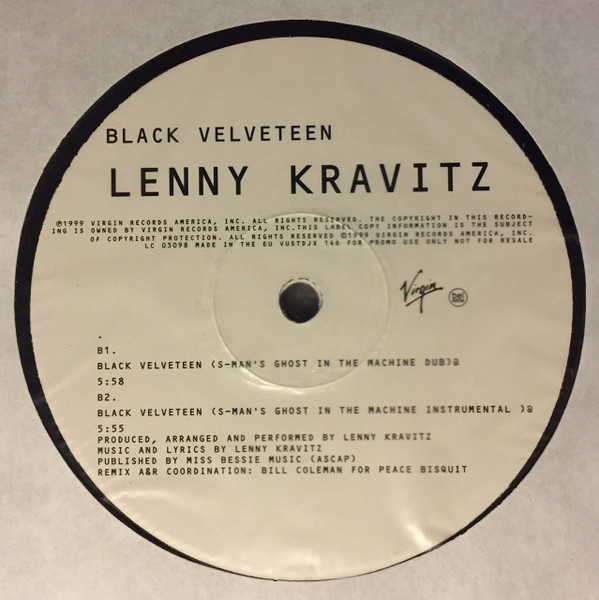 BLACK VELVETEEN
LENNY KRAVITZ
℗1999 VIRGIN RECORDS AMERICA, INC. ALL RIGHTS RESERVED. THE COPYRIGHT IN THIS RECORD-
ING IS OWNED BY VIRGIN RECORDS AMERICA, INC.THIS LABEL COPY INFORMATION IS THE SUBJECT
OF COPYRIGHT PROTECTION. ALL RIGHTS RESERVED ©1999 VIRGIN RECORDS AMERICA, INC.
LC 03098 MADE IN THE EU VUSTDJX 146 FOR PROMO USE ONLY NOT FOR RESALE
Virgin
.
B1.
BLACK VELVETEEN (S-MAN'S GHOST IN THE MACHINE DUB)@
5:58
B2.
BLACK VELVETEEN (S-MAN'S GHOST IN THE MACHINE INSTRUMENTAL )@
5:55
PRODUCED, ARRANGED AND PERFORMED BY LENNY KRAVITZ
MUSIC AND LYRICS BY LENNY KRAVITZ
PUBLISHED BY MISS BESSIE MUSIC (ASCAP)
REMIX A&R COORDINATION: BILL COLEMAN FOR PEACE BISQUIT